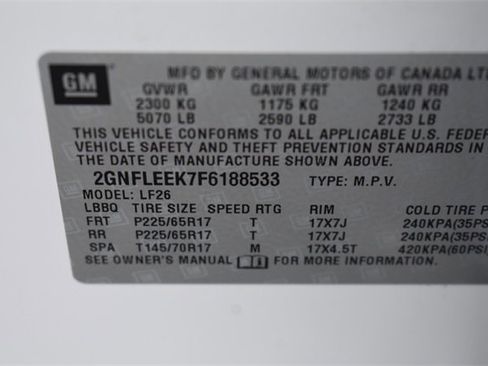 GM
MFD BY GENERAL MOTORS OF CANADA LT
GVWR GAWR FRT GAWR RR
2300 KG 1175 KG 1240 KG
5070 LB 2590 LB 2733 LB
THIS VEHICLE CONFORMS TO ALL APPLICABLE U.S. FEDE
VEHICLE SAFETY AND THEFT PREVENTION STANDARDS IN
THE DATE OF MANUFACTURE SHOWN ABOVE.
2GNFLEEK7F6188533 TYPE: M.P.V.
MODEL: LF26
LBBQ TIRE SIZE SPEED RTG RIM COLD TIRE P
FRT P225/65R17 T 17X7J 240KPA(35PS
RR P225/65R17 T 17X7J 240KPA(35PS
SPA T145/70R17 M 17X4.5T 420KPA(60PSI
SEE OWNER'S MANUAL FOR MORE INFORMATION.